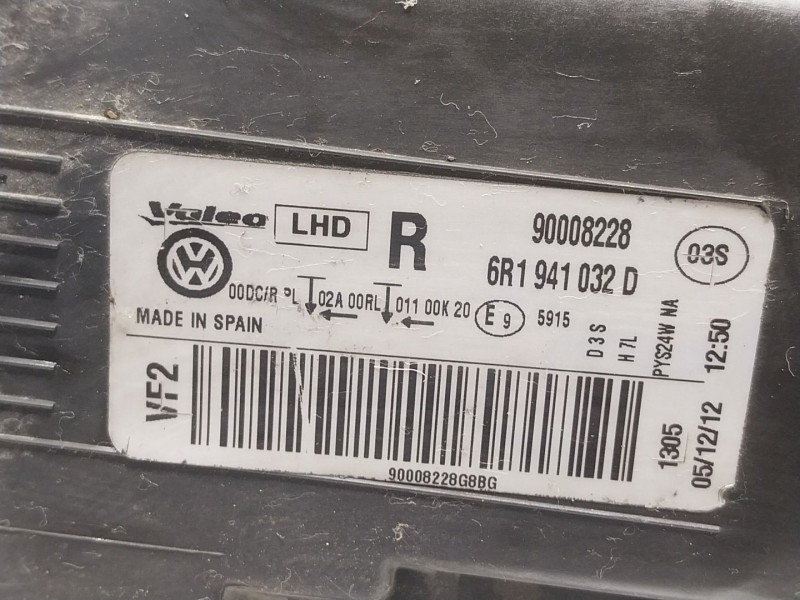 Valeo LHD R 90008228 03S
6R1 941 032 D
00DC/R PL 02A 00RL 011 00K 20 E 9 5915
MADE IN SPAIN
D3S
H7L
PYS24W NA
12:50
VF2
1305
05/12/12
90008228G8BG